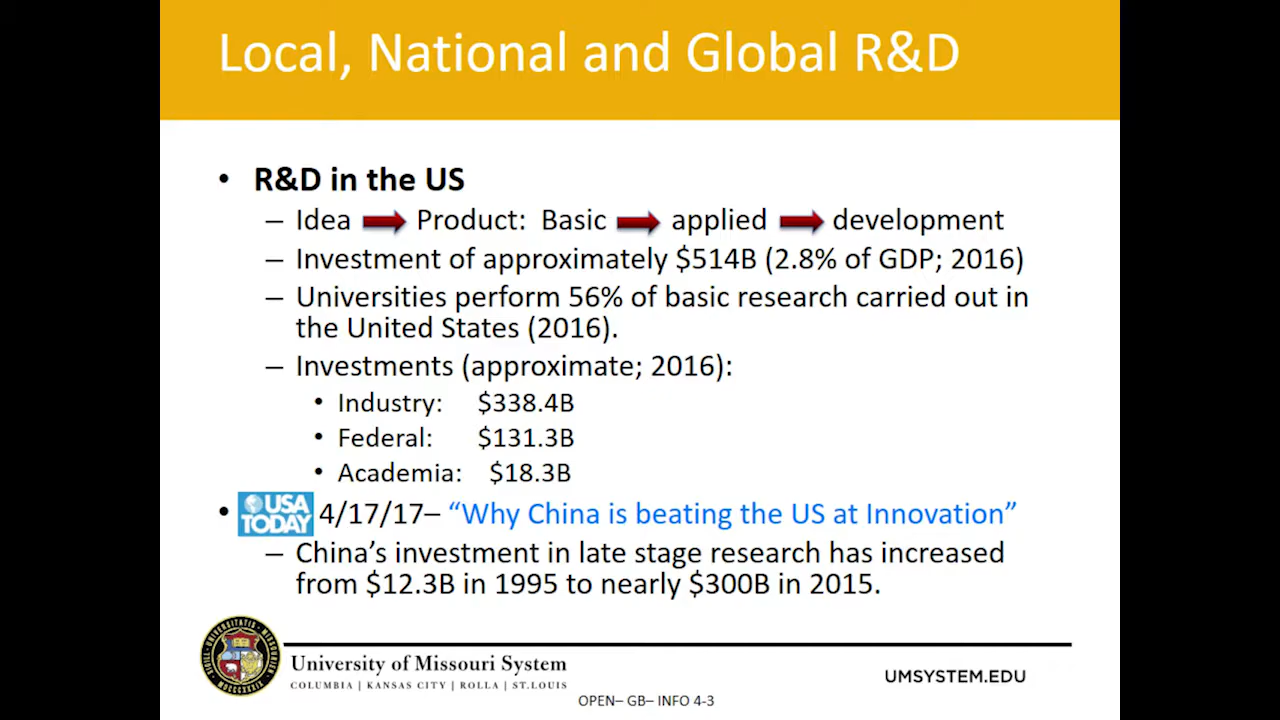 Local, National and Global R&D
• R&D in the US
– Idea Product: Basic applied development
– Investment of approximately $514B (2.8% of GDP; 2016)
– Universities perform 56% of basic research carried out in
the United States (2016).
– Investments (approximate; 2016):
• Industry: $338.4B
• Federal: $131.3B
• Academia: $18.3B
• USA TODAY 4/17/17– “Why China is beating the US at Innovation”
– China’s investment in late stage research has increased
from $12.3B in 1995 to nearly $300B in 2015.
University of Missouri System
COLUMBIA | KANSAS CITY | ROLLA | ST.LOUIS
UMSYSTEM.EDU
OPEN– GB– INFO 4-3